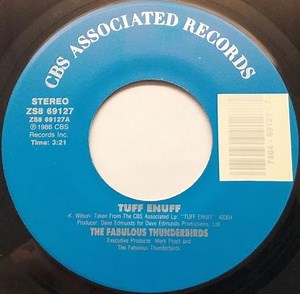 CBS ASSOCIATED RECORDS
STEREO
ZS8 69127
ZS8 69127A
℗1986 CBS
Records Inc.
Time: 3:21
TUFF ENUFF
K. Wilson- Taken From The CBS Associated Lp: "TUFF ENUFF" 40304
Producer: Dave Edmunds for Dave Edmunds Productions, Ltd.
THE FABULOUS THUNDERBIRDS
Executive Producer: Mark Proct and
The Fabulous Thunderbirds.